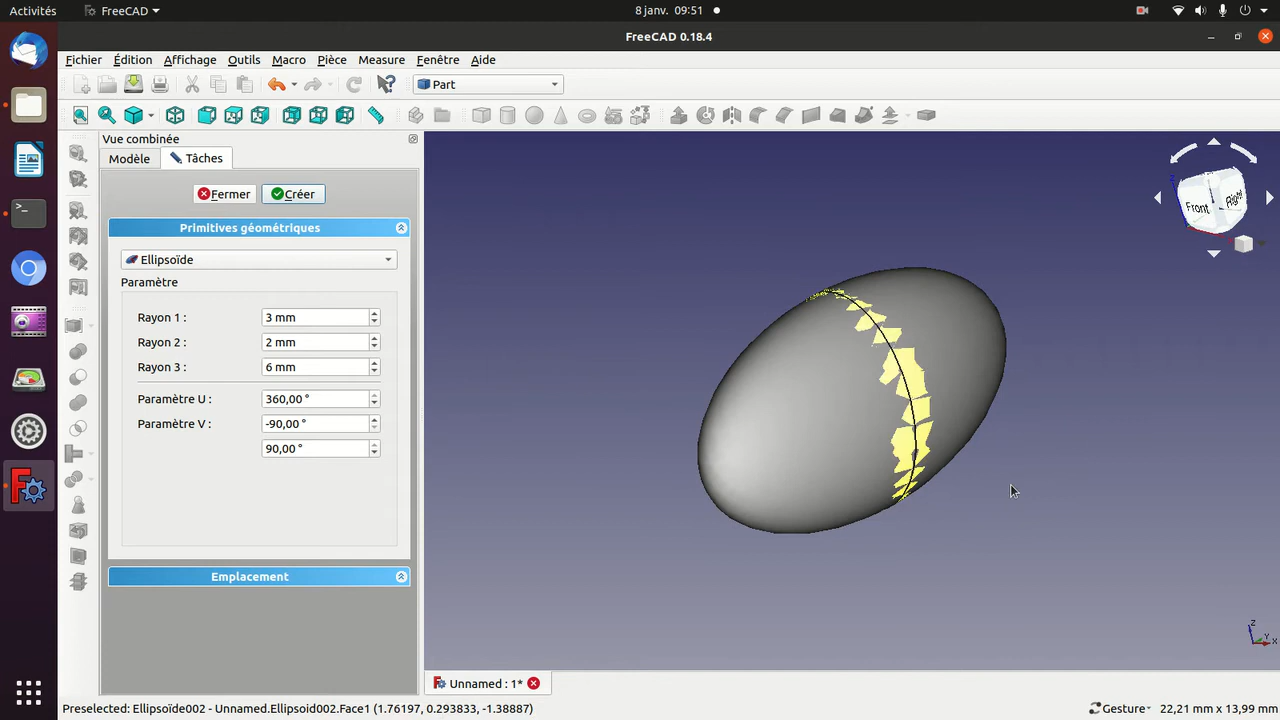 Activités
FreeCAD
8 janv. 09:51
FreeCAD 0.18.4
Fichier Édition Affichage Outils Macro Pièce Mesure Fenêtre Aide
Part
Vue combinée
Modèle Tâches
Fermer Créer
Primitives géométriques
Ellipsoïde
Paramètre
Rayon 1 : 3 mm
Rayon 2 : 2 mm
Rayon 3 : 6 mm
Paramètre U : 360,00 °
Paramètre V : -90,00 °
90,00 °
Emplacement
Front Right
Z
Z
Y
X
Unnamed : 1*
Preselected: Ellipsoïde002 - Unnamed.Ellipsoid002.Face1 (1.76197, 0.293833, -1.38887)
Gesture 22,21 mm x 13,99 mm